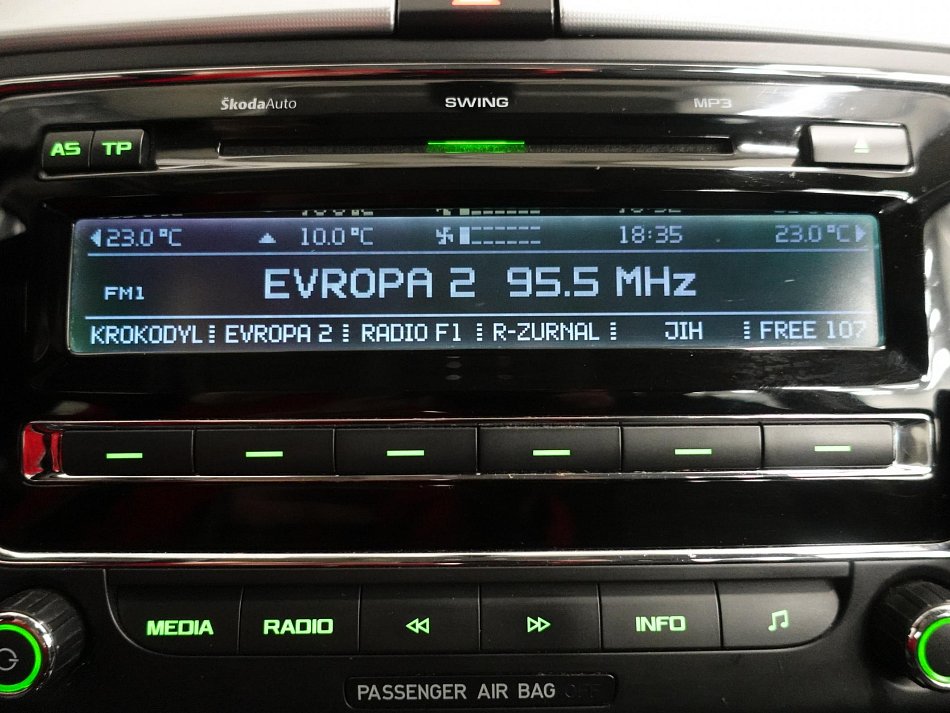 ŠkodaAuto SWING MP3
AS TP
23.0 °C 10.0 °C 18:35 23.0 °C
FM1 EVROPA 2 95.5 MHz
KROKODYL EVROPA 2 RADIO F1 R-ZURNAL JIH FREE 107
MEDIA RADIO INFO
PASSENGER AIR BAG OFF